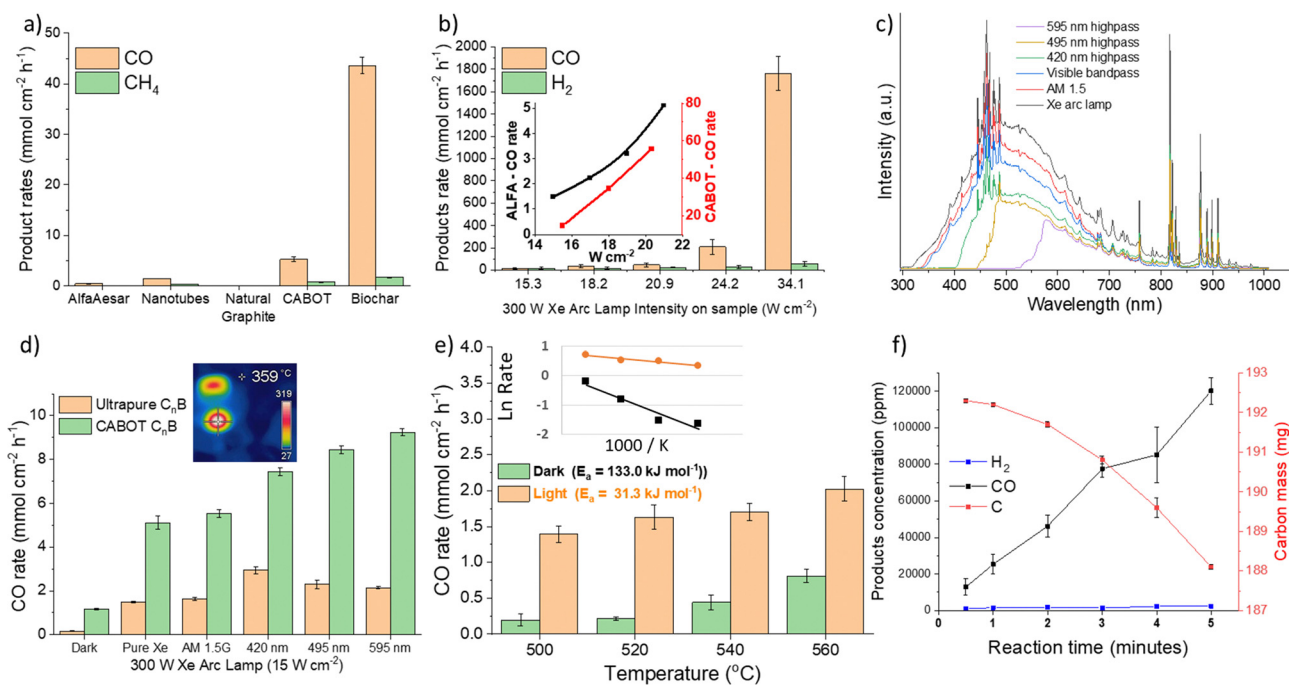 a)
CO
CH4
Product rates (mmol cm⁻² h⁻¹)
50
40
30
20
10
0
AlfaAesar Nanotubes Natural CABOT Biochar
Graphite
b)
CO
H2
Products rate (mmol cm⁻² h⁻¹)
2000
1800
1600
1400
1200
1000
800
600
400
200
0
ALFA - CO rate
5
4
3
2
1
0
CABOT - CO rate
80
60
40
20
14 16 18 20 22
W cm⁻²
15.3 18.2 20.9 24.2 34.1
300 W Xe Arc Lamp Intensity on sample (W cm⁻²)
c)
595 nm highpass
495 nm highpass
420 nm highpass
Visible bandpass
AM 1.5
Xe arc lamp
Intensity (a.u.)
300 400 500 600 700 800 900 1000
Wavelength (nm)
d)
Ultrapure CnB
CABOT CnB
359 °C
319
27
CO rate (mmol cm⁻² h⁻¹)
10
8
6
4
2
0
Dark Pure Xe AM 1.5G 420 nm 495 nm 595 nm
300 W Xe Arc Lamp (15 W cm⁻²)
e)
Ln Rate
1
0
-1
-2
1000 / K
Dark (Ea = 133.0 kJ mol⁻¹))
Light (Ea = 31.3 kJ mol⁻¹)
CO rate (mmol cm⁻² h⁻¹)
3.0
2.5
2.0
1.5
1.0
0.5
0.0
500 520 540 560
Temperature (°C)
f)
H2
CO
C
Products concentration (ppm)
120000
100000
80000
60000
40000
20000
0
Carbon mass (mg)
193
192
191
190
189
188
187
1 2 3 4 5
Reaction time (minutes)